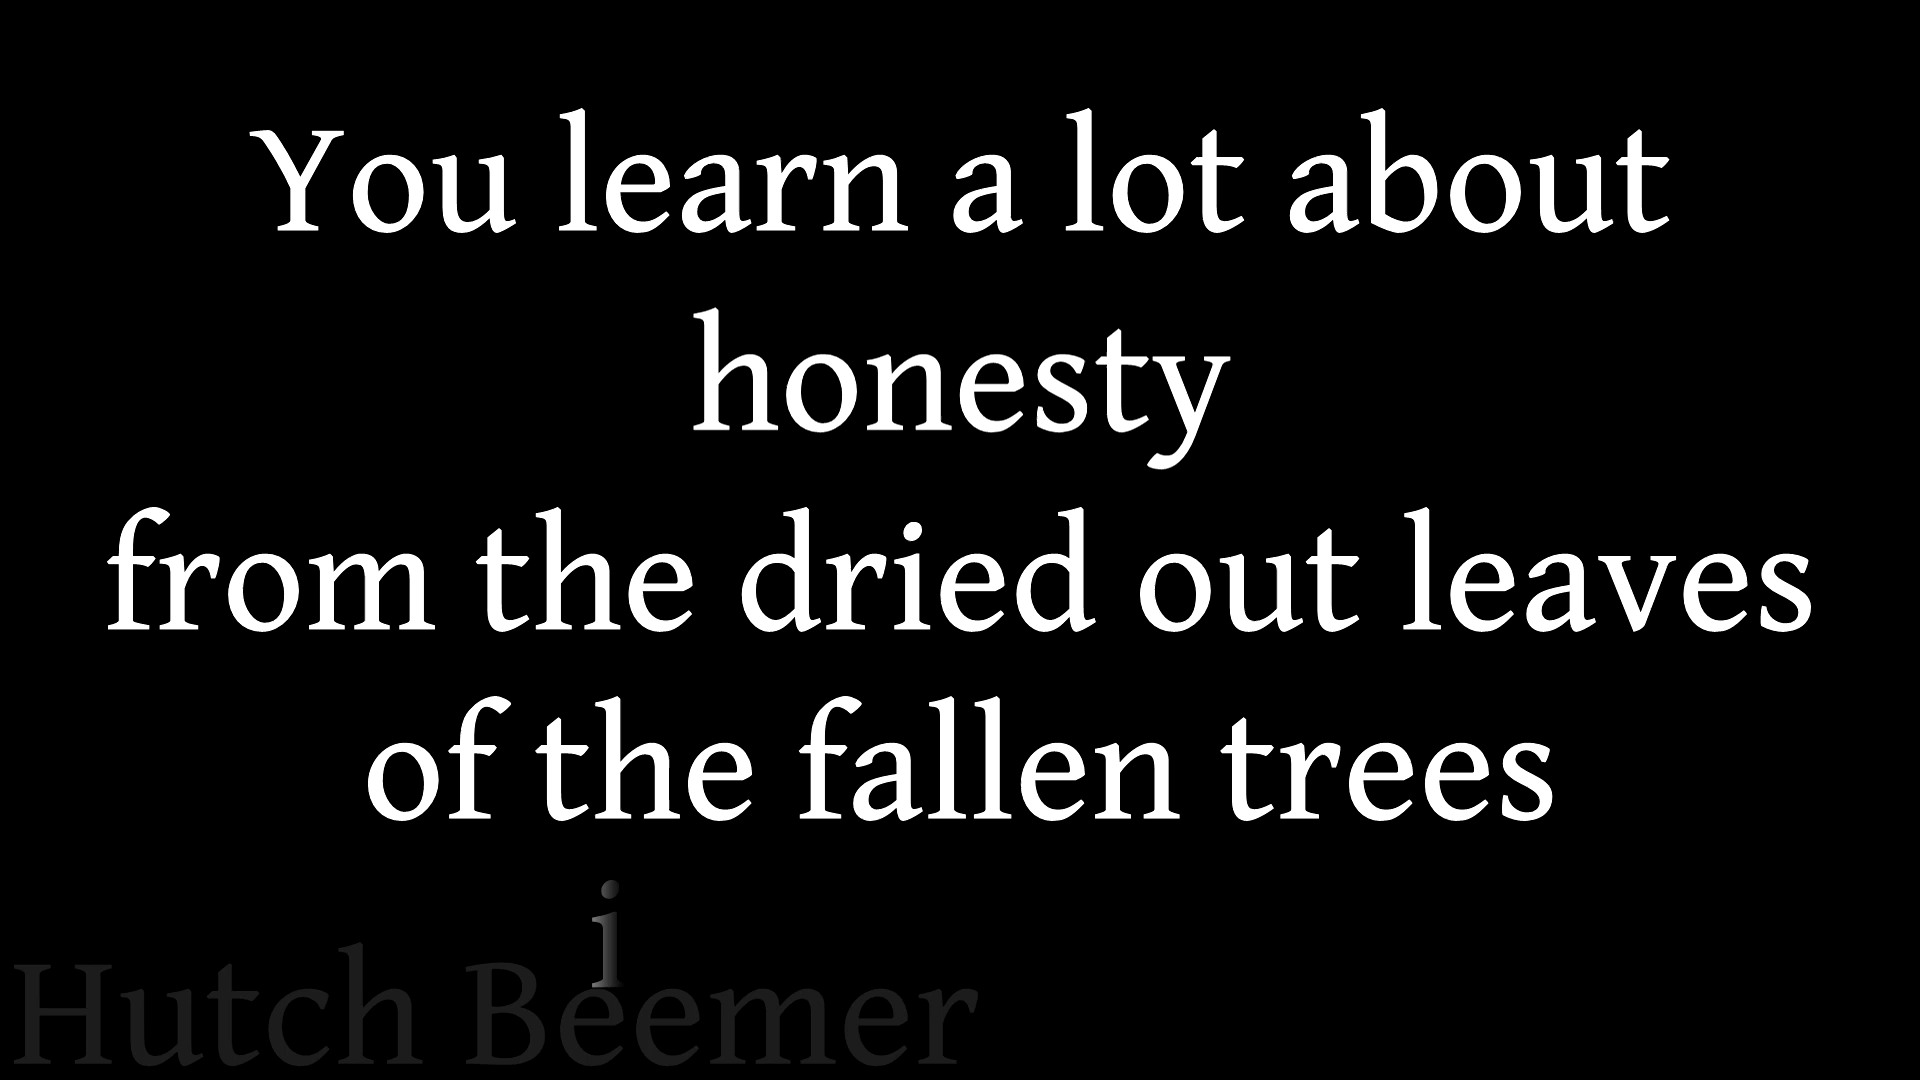 You learn a lot about
honesty
from the dried out leaves
of the fallen trees
i
Hutch Beemer